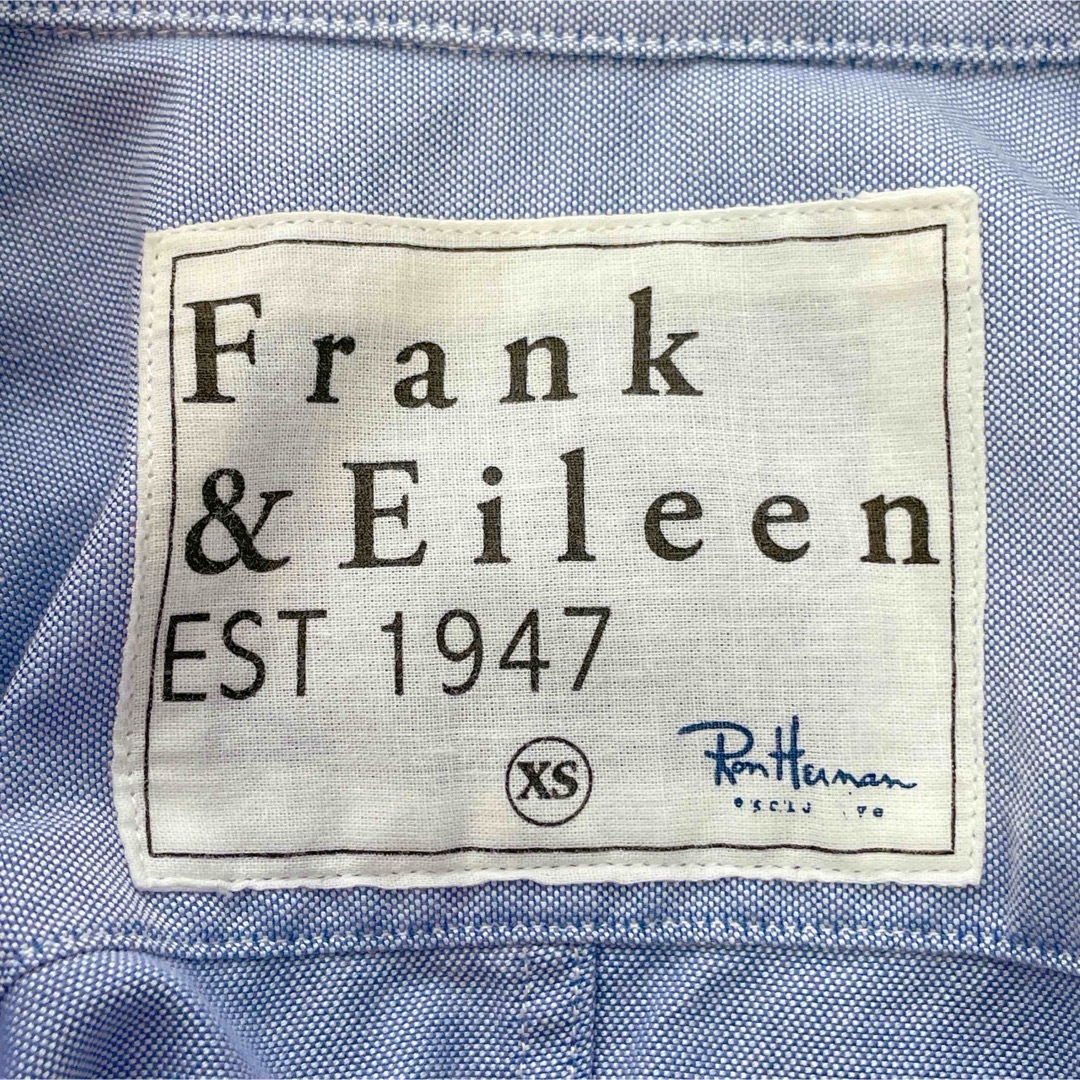 Frank
& Eileen
EST 1947
XS
Ron Herman